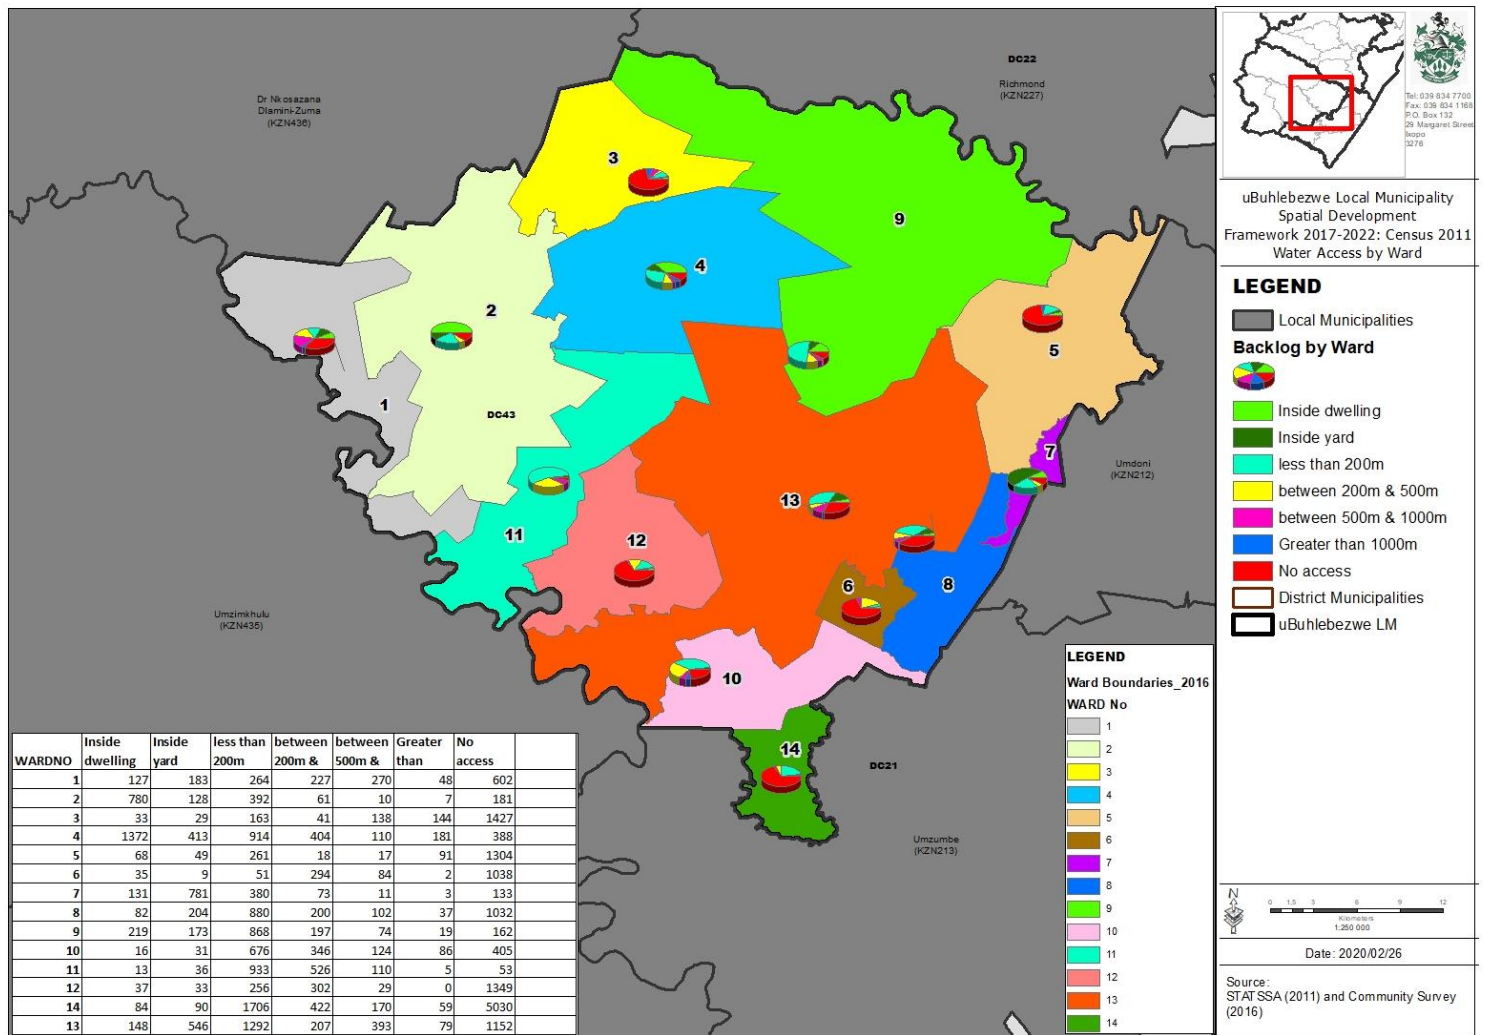 Dr Nkosazana
Dlamini-Zuma
(KZN436)
DC22
Richmond
(KZN227)
3
9
4
2
5
1
DC43
7
Umdoni
(KZN212)
13
11
12
6
8
Umzimkhulu
(KZN435)
10
14
DC21
Umzumbe
(KZN213)
WARDNO Inside dwelling Inside yard less than 200m between 200m & between 500m & Greater than No access
1 127 183 264 227 270 48 602
2 780 128 392 61 10 7 181
3 33 29 163 41 138 144 1427
4 1372 413 914 404 110 181 388
5 68 49 261 18 17 91 1304
6 35 9 51 294 84 2 1038
7 131 781 380 73 11 3 133
8 82 204 880 200 102 37 1032
9 219 173 868 197 74 19 162
10 16 31 676 346 124 86 405
11 13 36 933 526 110 5 53
12 37 33 256 302 29 0 1349
14 84 90 1706 422 170 59 5030
13 148 546 1292 207 393 79 1152
LEGEND
Ward Boundaries_2016
WARD No
1
2
3
4
5
6
7
8
9
10
11
12
13
14
Tel: 039 834 7700
Fax: 039 834 1168
P.O. Box 132
29 Margaret Street
Ixopo
3276
uBuhlebezwe Local Municipality
Spatial Development
Framework 2017-2022: Census 2011
Water Access by Ward
LEGEND
Local Municipalities
Backlog by Ward
Inside dwelling
Inside yard
less than 200m
between 200m & 500m
between 500m & 1000m
Greater than 1000m
No access
District Municipalities
uBuhlebezwe LM
N
0 1,5 3 6 9 12
Kilometers
1:250 000
Date: 2020/02/26
Source:
STATSSA (2011) and Community Survey
(2016)